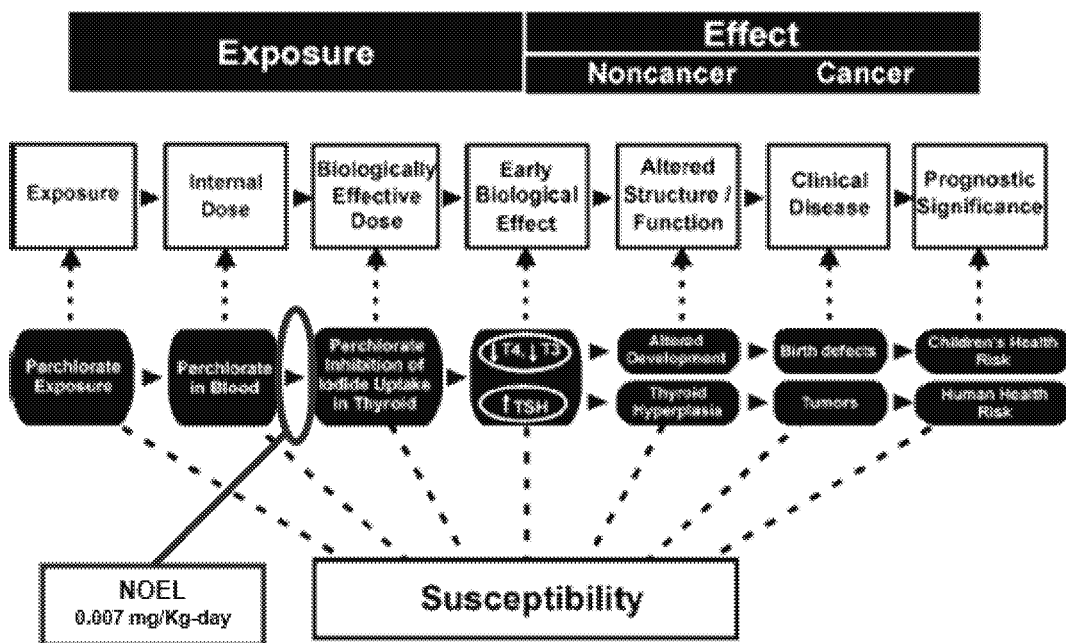 Exposure
Effect
Noncancer Cancer
Exposure
Internal
Dose
Biologically
Effective
Dose
Early
Biological
Effect
Altered
Structure /
Function
Clinical
Disease
Prognostic
Significance
Perchlorate
Exposure
Perchlorate
in Blood
Perchlorate
Inhibition of
Iodide Uptake
in Thyroid
↓T4, ↓T3
↑TSH
Altered
Development
Thyroid
Hyperplasia
Birth defects
Tumors
Children's Health
Risk
Human Health
Risk
NOEL
0.007 mg/Kg-day
Susceptibility